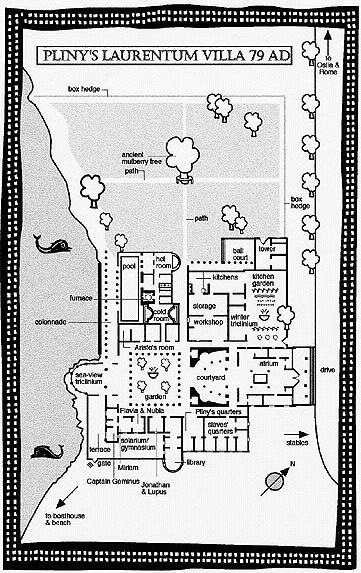 PLINY'S LAURENTUM VILLA 79 AD
to
Ostia &
Rome
box hedge
ancient
mulberry tree
path
box
hedge
path
ball
court
tower
pool
hot
room
kitchens
kitchen
garden
furnace
storage
cold
room
colonnade
workshop
winter
triclinium
Aristo's room
sea-view
triclinium
courtyard
atrium
drive
garden
Flavia & Nubia
Pliny's quarters
solarium/
gymnasium
slaves'
quarters
terrace
stables
gate
Miriam
library
N
Captain Geminus
Jonathan
& Lupus
to boathouse
& beach